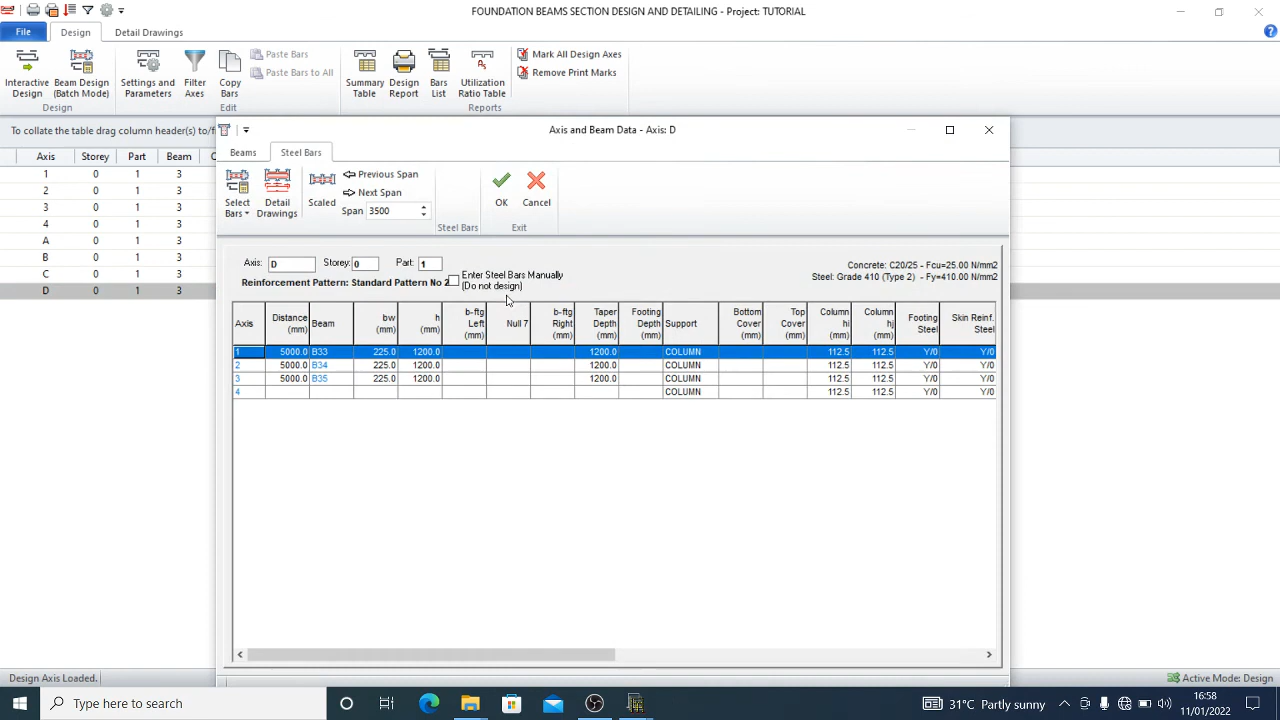 FOUNDATION BEAMS SECTION DESIGN AND DETAILING - Project: TUTORIAL
File
Design
Detail Drawings
Interactive Design
Beam Design (Batch Mode)
Settings and Parameters
Filter Axes
Copy Bars
Paste Bars
Paste Bars to All
Summary Table
Design Report
Bars List
Utilization Ratio Table
Mark All Design Axes
Remove Print Marks
Design
Edit
Reports
To collate the table drag column header(s) to/f
Axis Storey Part Beam
1 0 1 3
2 0 1 3
3 0 1 3
4 0 1 3
A 0 1 3
B 0 1 3
C 0 1 3
D 0 1 3
Axis and Beam Data - Axis: D
Beams
Steel Bars
Select Bars
Detail Drawings
Scaled
Previous Span
Next Span
Span 3500
OK
Cancel
Steel Bars
Exit
Axis: D Storey: 0 Part: 1
Enter Steel Bars Manually
(Do not design)
Reinforcement Pattern: Standard Pattern No 2
Concrete: C20/25 - Fcu=25.00 N/mm2
Steel: Grade 410 (Type 2) - Fy=410.00 N/mm2
Axis Distance (mm) Beam bw (mm) h (mm) b-ftg Left (mm) Null 7 b-ftg Right (mm) Taper Depth (mm) Footing Depth (mm) Support Bottom Cover (mm) Top Cover (mm) Column hi (mm) Column hj (mm) Footing Steel Skin Reinf. Steel
1 5000.0 B33 225.0 1200.0 1200.0 COLUMN 112.5 112.5 Y/0 Y/0
2 5000.0 B34 225.0 1200.0 1200.0 COLUMN 112.5 112.5 Y/0 Y/0
3 5000.0 B35 225.0 1200.0 1200.0 COLUMN 112.5 112.5 Y/0 Y/0
4 COLUMN 112.5 112.5 Y/0 Y/0
Design Axis Loaded.
Active Mode: Design
Type here to search
31°C Partly sunny
16:58
11/01/2022